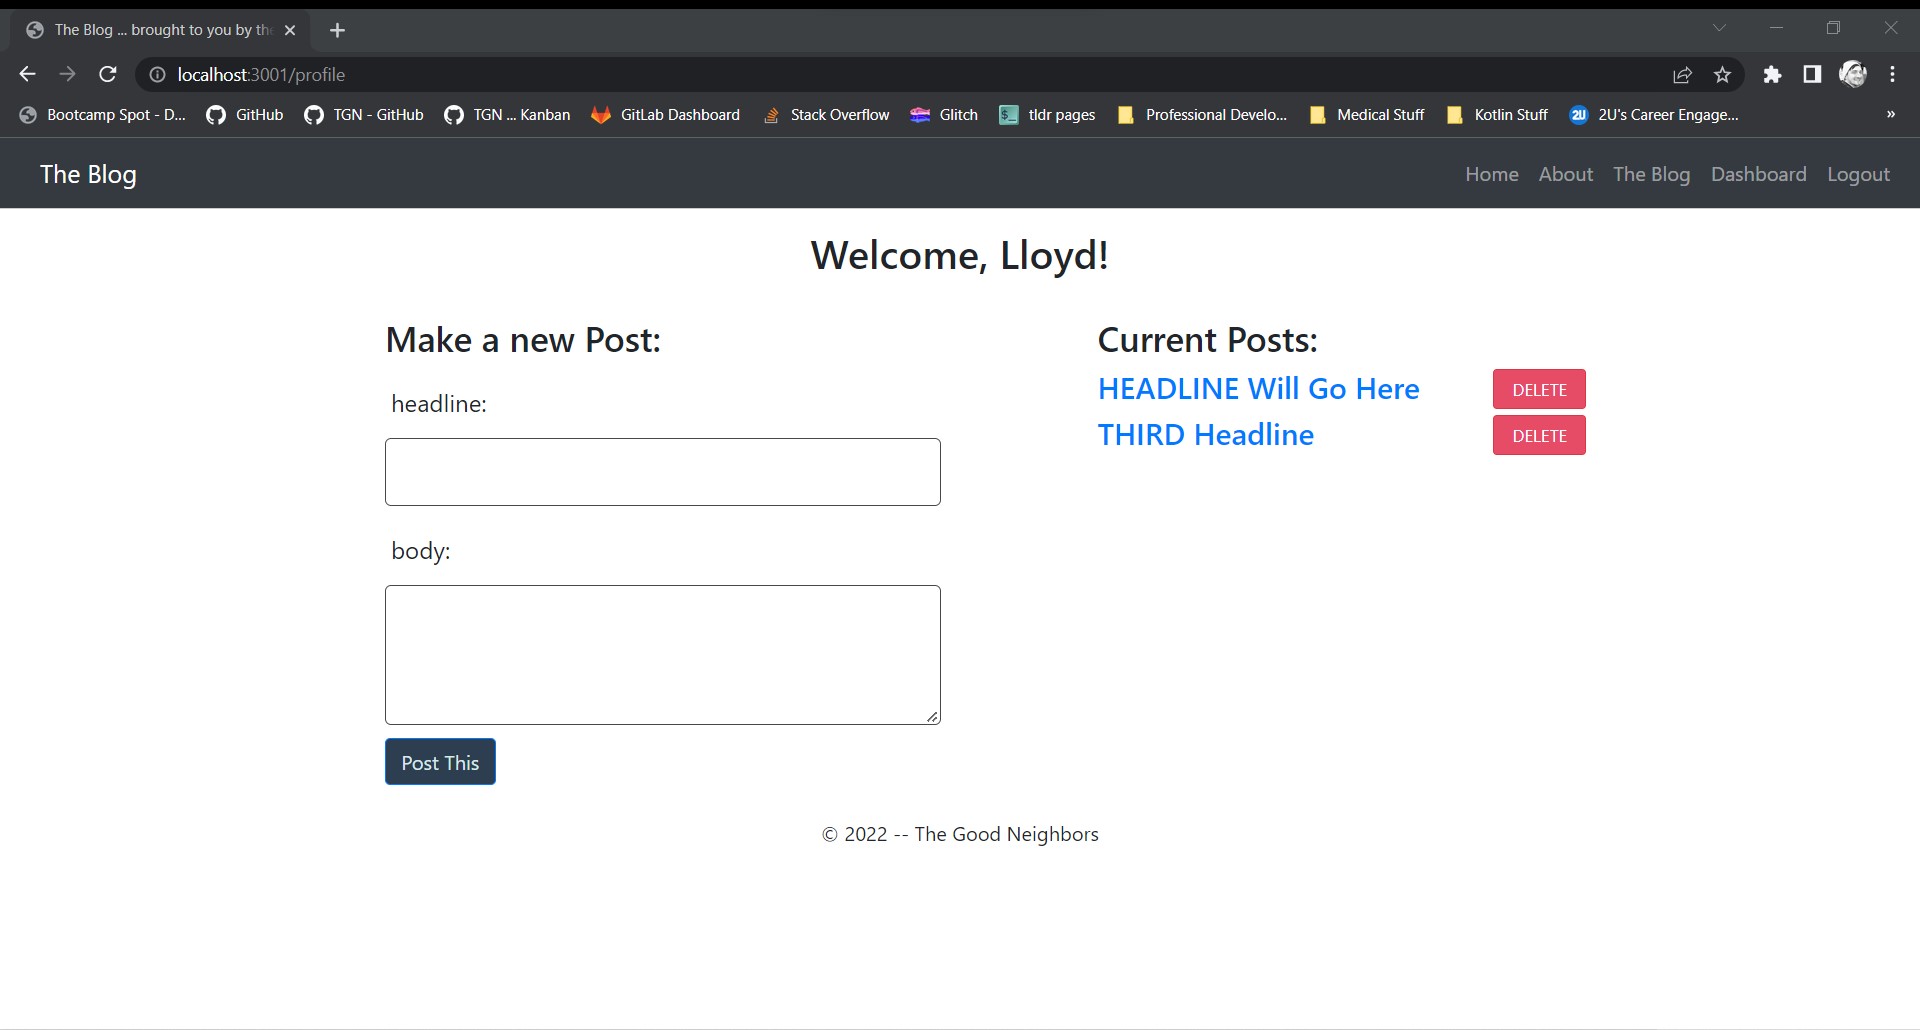 The Blog ... brought to you by the
localhost:3001/profile
Bootcamp Spot - D... GitHub TGN - GitHub TGN ... Kanban GitLab Dashboard Stack Overflow Glitch tldr pages Professional Develo... Medical Stuff Kotlin Stuff 2U 2U's Career Engage... »
The Blog Home About The Blog Dashboard Logout
Welcome, Lloyd!
Make a new Post:
headline:
body:
Post This
Current Posts:
HEADLINE Will Go Here DELETE
THIRD Headline DELETE
© 2022 -- The Good Neighbors